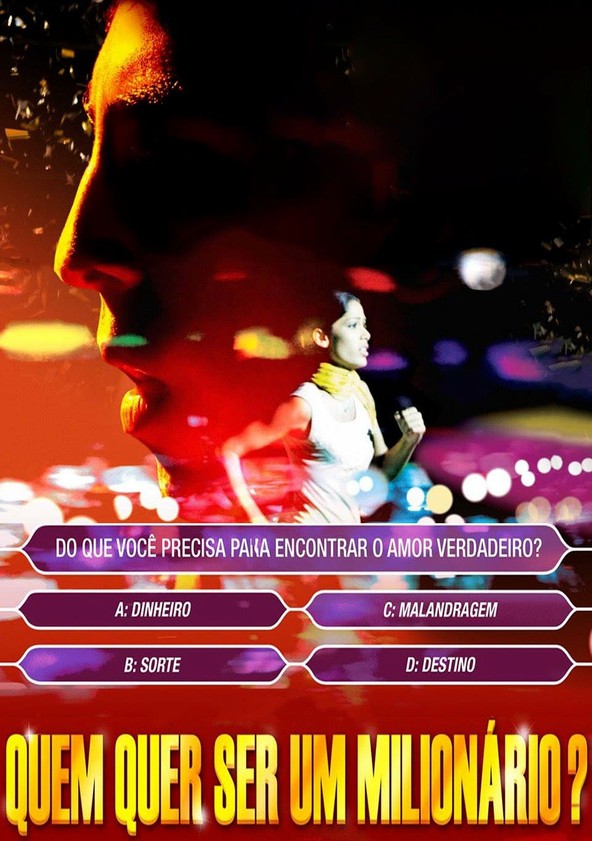 DO QUE VOCÊ PRECISA PARA ENCONTRAR O AMOR VERDADEIRO?
A: DINHEIRO
C: MALANDRAGEM
B: SORTE
D: DESTINO
QUEM QUER SER UM MILIONÁRIO?